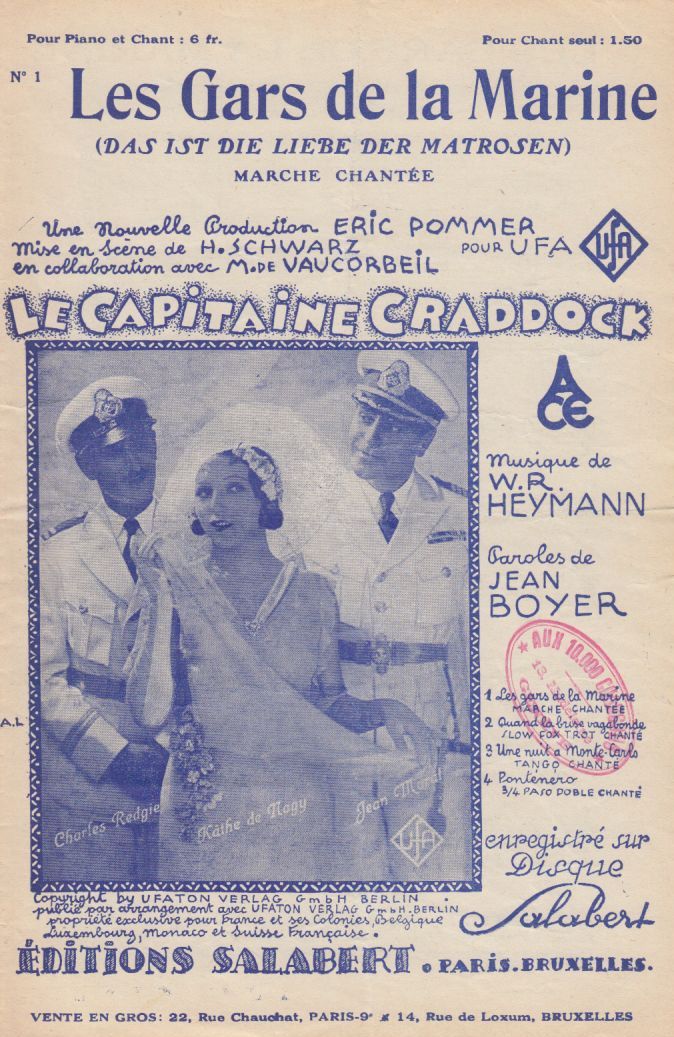 Pour Piano et Chant : 6 fr.
Pour Chant seul : 1.50
N° 1
Les Gars de la Marine
(DAS IST DIE LIEBE DER MATROSEN)
MARCHE CHANTÉE
Une Nouvelle Production ERIC POMMER
Mise en Scène de H. SCHWARZ POUR UFA
en collaboration avec M. DE VAUCORBEIL
UFA
LE CAPITAINE CRADDOCK
ACE
Musique de
W.R.
HEYMANN
Paroles de
JEAN
BOYER
★ AUX 10.000
13,
1 Les gars de la Marine
MARCHE CHANTÉE
2 Quand la brise vagabonde
SLOW FOX TROT CHANTÉ
3 Une nuit à Monte-Carlo
TANGO CHANTÉ
4 Ponténéro
3/4 PASO DOBLE CHANTÉ
A.L
Charles Redgie
Käthe de Nagy
Jean Murat
UFA
enregistré sur
Disque
Salabert
Copyright by UFATON VERLAG GmbH BERLIN
publié par arrangement avec UFATON VERLAG GmbH. BERLIN
propriété exclusive pour France et ses Colonies, Belgique
Luxembourg, Monaco et Suisse Française.
ÉDITIONS SALABERT • PARIS. BRUXELLES.
VENTE EN GROS: 22, Rue Chauchat, PARIS-9e * 14, Rue de Loxum, BRUXELLES